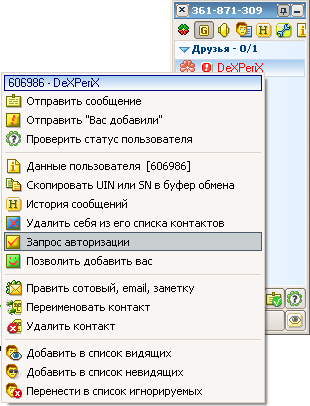 361-871-309
Друзья - 0/1
DeXPeriX
606986 - DeXPeriX
Отправить сообщение
Отправить "Вас добавили"
Проверить статус пользователя
Данные пользователя [606986]
Скопировать UIN или SN в буфер обмена
История сообщений
Удалить себя из его списка контактов
Запрос авторизации
Позволить добавить вас
Править сотовый, email, заметку
Переименовать контакт
Удалить контакт
Добавить в список видящих
Добавить в список невидящих
Перенести в список игнорируемых